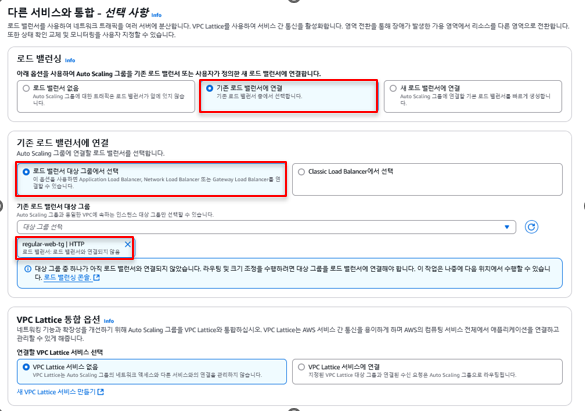 다른 서비스와 통합 - 선택 사항 Info
로드 밸런서를 사용하여 네트워크 트래픽을 여러 서버에 분산합니다. VPC Lattice를 사용하여 서비스 간 통신을 활성화합니다. 영역 전환을 통해 장애가 발생한 가용 영역에서 리소스를 다른 영역으로 전환합니다.
또한 상태 확인 교체 및 모니터링을 사용자 지정할 수 있습니다.
로드 밸런싱 Info
아래 옵션을 사용하여 Auto Scaling 그룹을 기존 로드 밸런서 또는 사용자가 정의한 새 로드 밸런서에 연결합니다.
로드 밸런서 없음
Auto Scaling 그룹에 대한 트래픽은 로드 밸런서가 앞에 있지 않습니다.
기존 로드 밸런서에 연결
기존 로드 밸런서 중에서 선택합니다.
새 로드 밸런서에 연결
Auto Scaling 그룹에 연결할 기본 로드 밸런서를 빠르게 생성합니다.
기존 로드 밸런서에 연결
Auto Scaling 그룹에 연결할 로드 밸런서를 선택합니다.
로드 밸런서 대상 그룹에서 선택
이 옵션을 사용하면 Application Load Balancer, Network Load Balancer 또는 Gateway Load Balancer를 연
결할 수 있습니다.
Classic Load Balancer에서 선택
기존 로드 밸런서 대상 그룹
Auto Scaling 그룹과 동일한 VPC에 속하는 인스턴스 대상 그룹만 선택할 수 있습니다.
대상 그룹 선택
regular-web-tg | HTTP
로드 밸런서: 로드 밸런서와 연결되지 않음
대상 그룹 중 하나가 아직 로드 밸런서와 연결되지 않았습니다. 라우팅 및 크기 조정을 수행하려면 대상 그룹을 로드 밸런서에 연결해야 합니다. 이 작업은 나중에 다음 위치에서 수행할 수 있습니
다. 로드 밸런싱 콘솔.
VPC Lattice 통합 옵션 Info
네트워킹 기능과 확장성을 개선하기 위해 Auto Scaling 그룹을 VPC Lattice와 통합하십시오. VPC Lattice는 AWS 서비스 간 통신을 용이하게 하며 AWS의 컴퓨팅 서비스 전체에서 애플리케이션을 연결하고
관리할 수 있게 해줍니다.
연결할 VPC Lattice 서비스 선택
VPC Lattice 서비스 없음
VPC Lattice는 Auto Scaling 그룹의 네트워크 액세스와 다른 서비스와의 연결을 관리하지 않습니다.
VPC Lattice 서비스에 연결
지정된 VPC Lattice 대상 그룹과 연결된 수신 요청은 Auto Scaling 그룹으로 라우팅됩니다.
새 VPC Lattice 서비스 만들기